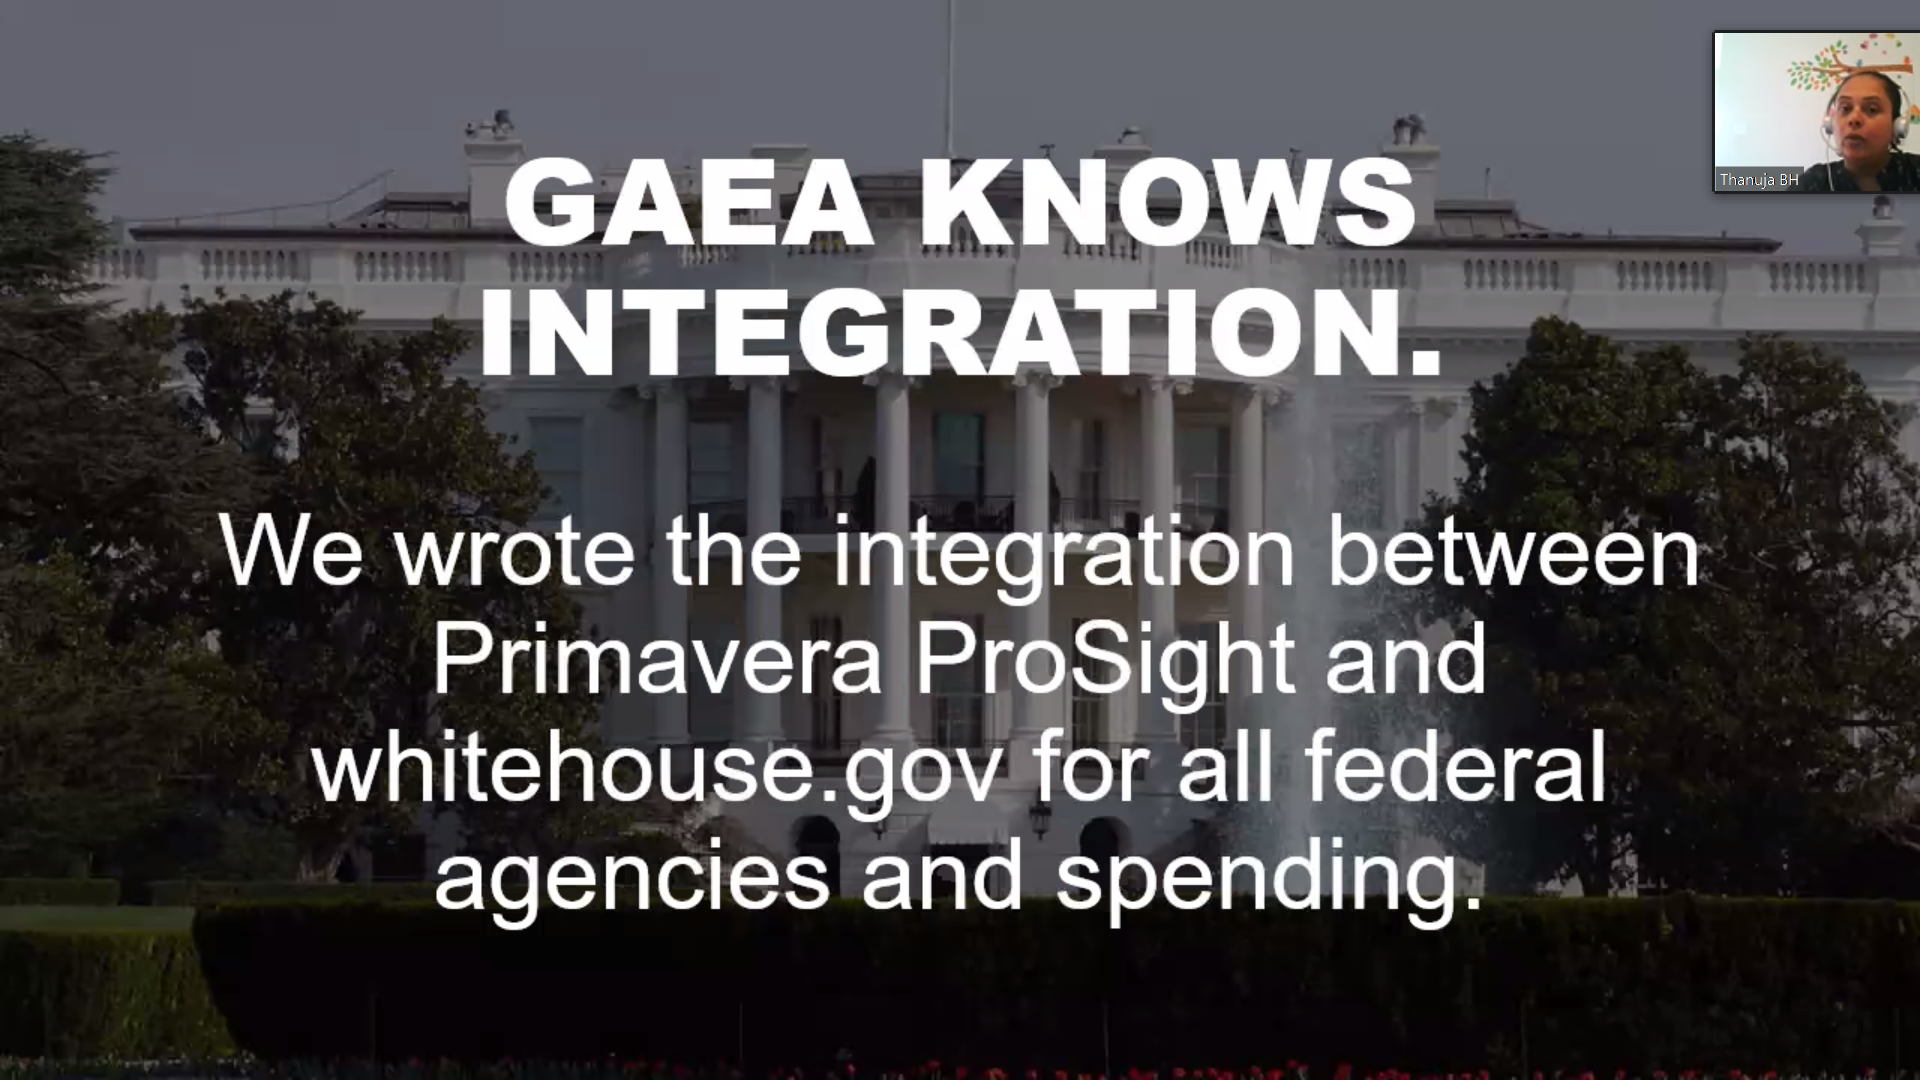 GAEA KNOWS
INTEGRATION.
We wrote the integration between
Primavera ProSight and
whitehouse.gov for all federal
agencies and spending.
Thanuja BH